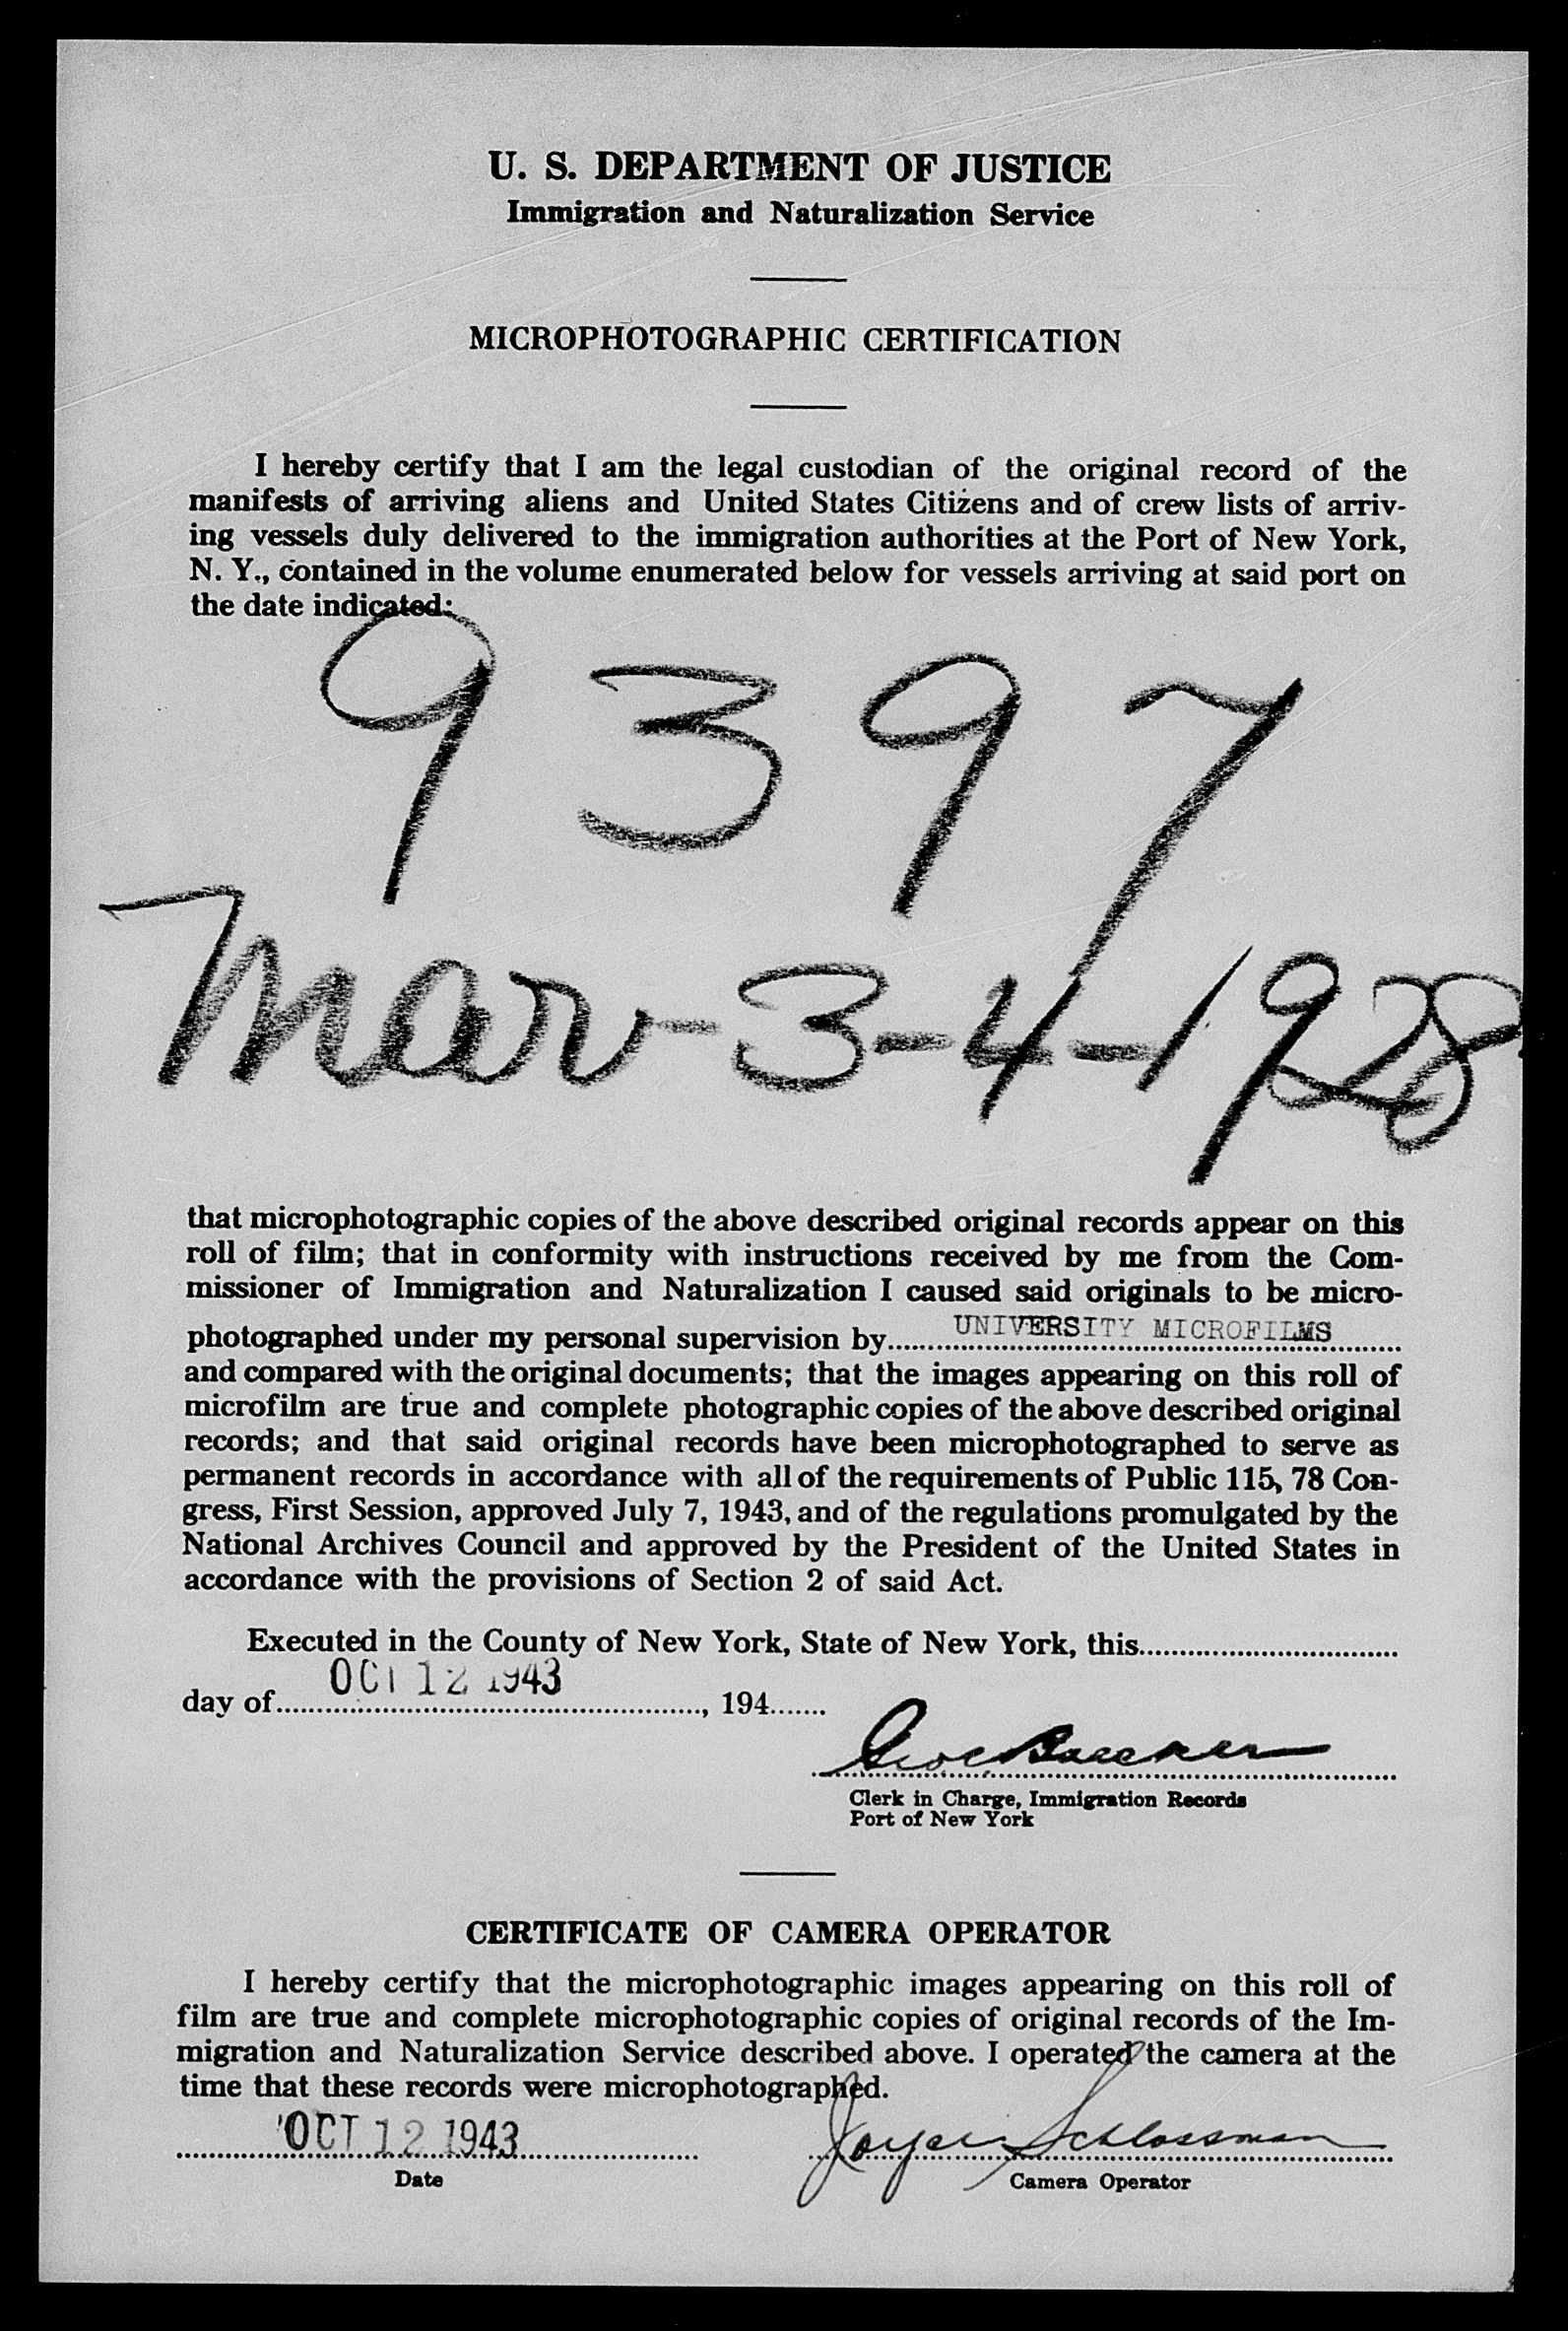 U. S. DEPARTMENT OF JUSTICE
Immigration and Naturalization Service
MICROPHOTOGRAPHIC CERTIFICATION
I hereby certify that I am the legal custodian of the original record of the
manifests of arriving aliens and United States Citizens and of crew lists of arriv-
ing vessels duly delivered to the immigration authorities at the Port of New York,
N. Y., contained in the volume enumerated below for vessels arriving at said port on
the date indicated:
9397
Mar-3-4-1928
that microphotographic copies of the above described original records appear on this
roll of film; that in conformity with instructions received by me from the Com-
missioner of Immigration and Naturalization I caused said originals to be micro-
photographed under my personal supervision by UNIVERSITY MICROFILMS
and compared with the original documents; that the images appearing on this roll of
microfilm are true and complete photographic copies of the above described original
records; and that said original records have been microphotographed to serve as
permanent records in accordance with all of the requirements of Public 115, 78 Con-
gress, First Session, approved July 7, 1943, and of the regulations promulgated by the
National Archives Council and approved by the President of the United States in
accordance with the provisions of Section 2 of said Act.
Executed in the County of New York, State of New York, this
day of OCT 12 1943, 194
Clerk in Charge, Immigration Records
Port of New York
CERTIFICATE OF CAMERA OPERATOR
I hereby certify that the microphotographic images appearing on this roll of
film are true and complete microphotographic copies of original records of the Im-
migration and Naturalization Service described above. I operated the camera at the
time that these records were microphotographed.
OCT 12 1943 Schlossman
Date Camera Operator